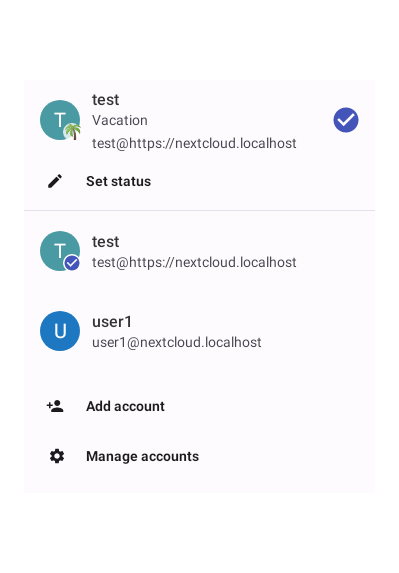 T
test
Vacation
test@https://nextcloud.localhost
Set status
T
test
test@https://nextcloud.localhost
U
user1
user1@nextcloud.localhost
Add account
Manage accounts